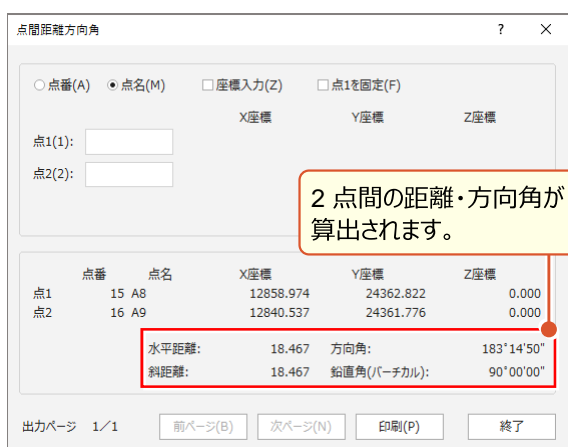 点間距離方向角 ? ×
点番(A) 点名(M) 座標入力(Z) 点1を固定(F)
X座標 Y座標 Z座標
点1(1):
点2(2):
2 点間の距離・方向角が
算出されます。
点番 点名 X座標 Y座標 Z座標
点1 15 A8 12858.974 24362.822 0.000
点2 16 A9 12840.537 24361.776 0.000
水平距離: 18.467 方向角: 183°14'50"
斜距離: 18.467 鉛直角(バーチカル): 90°00'00"
出力ページ 1/1 前ページ(B) 次ページ(N) 印刷(P) 終了